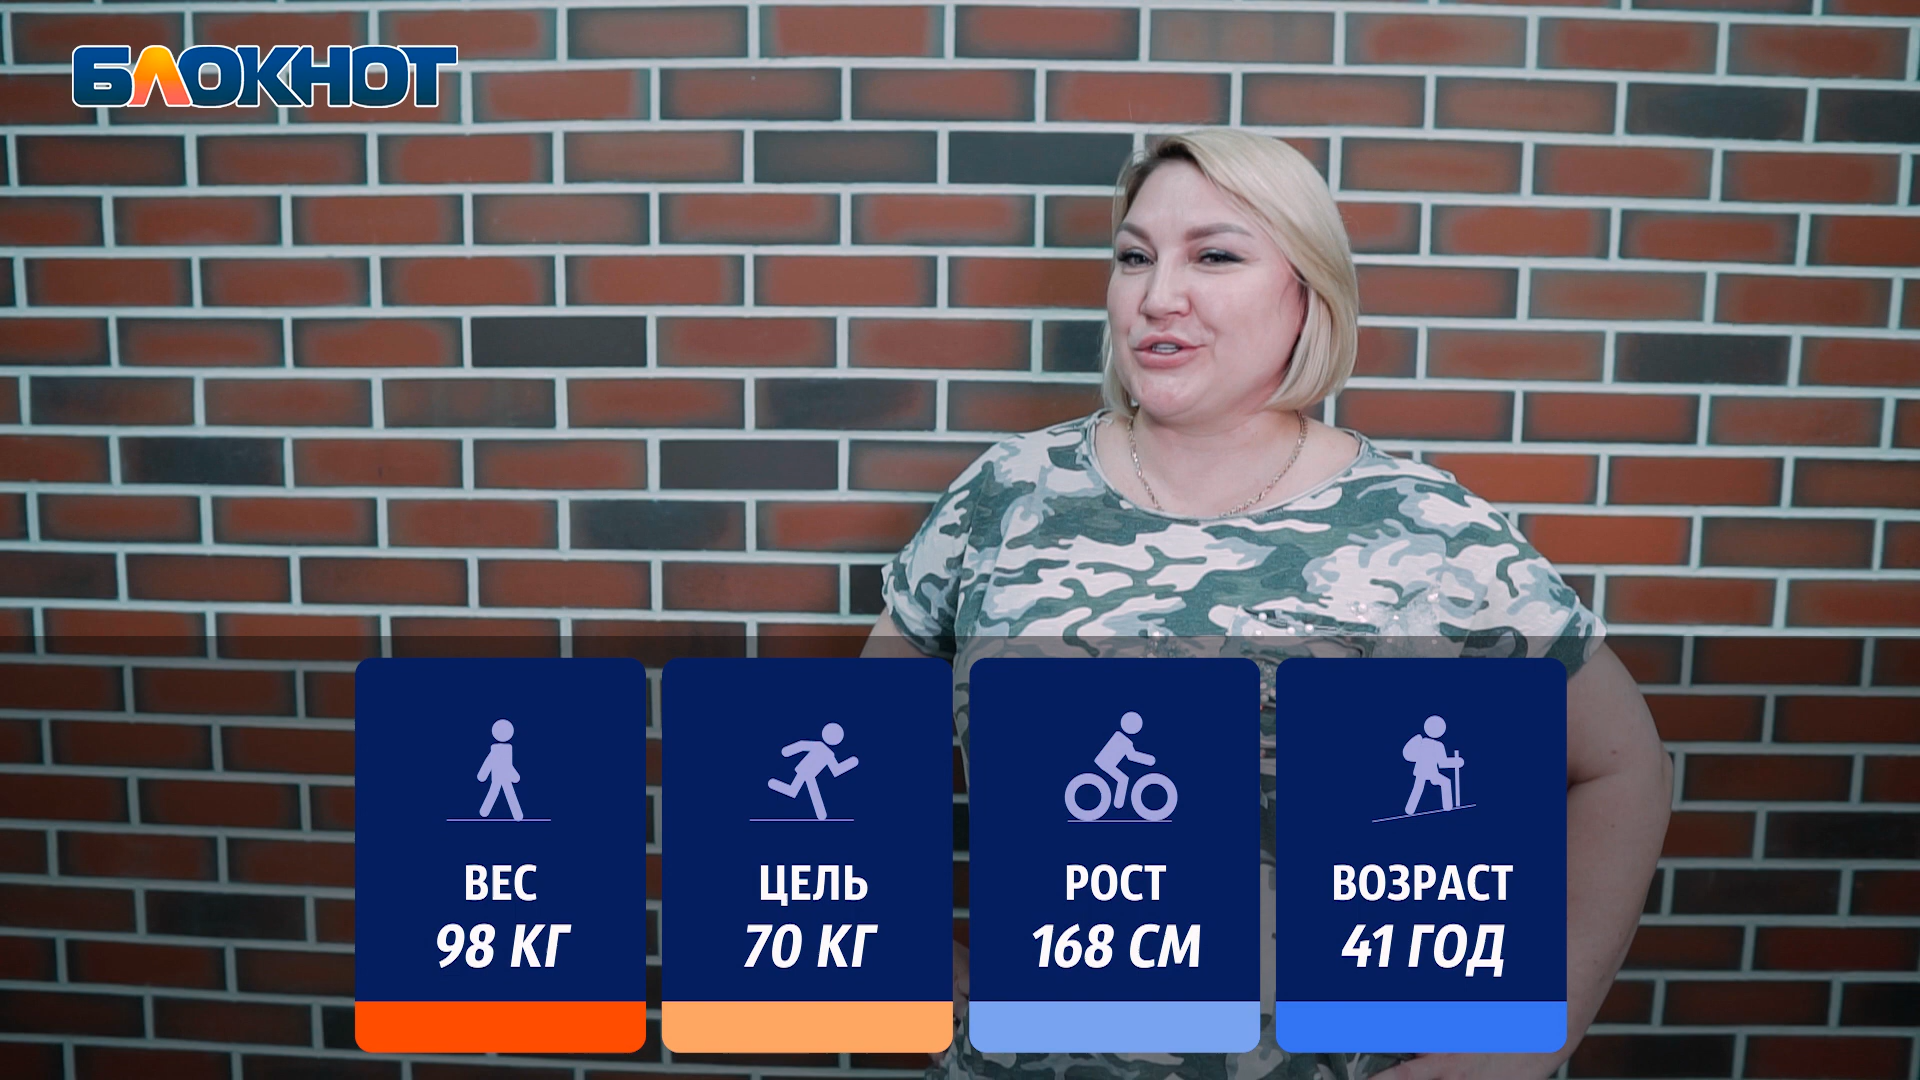 БЛОКНОТ
ВЕС
98 КГ
ЦЕЛЬ
70 КГ
РОСТ
168 СМ
ВОЗРАСТ
41 ГОД